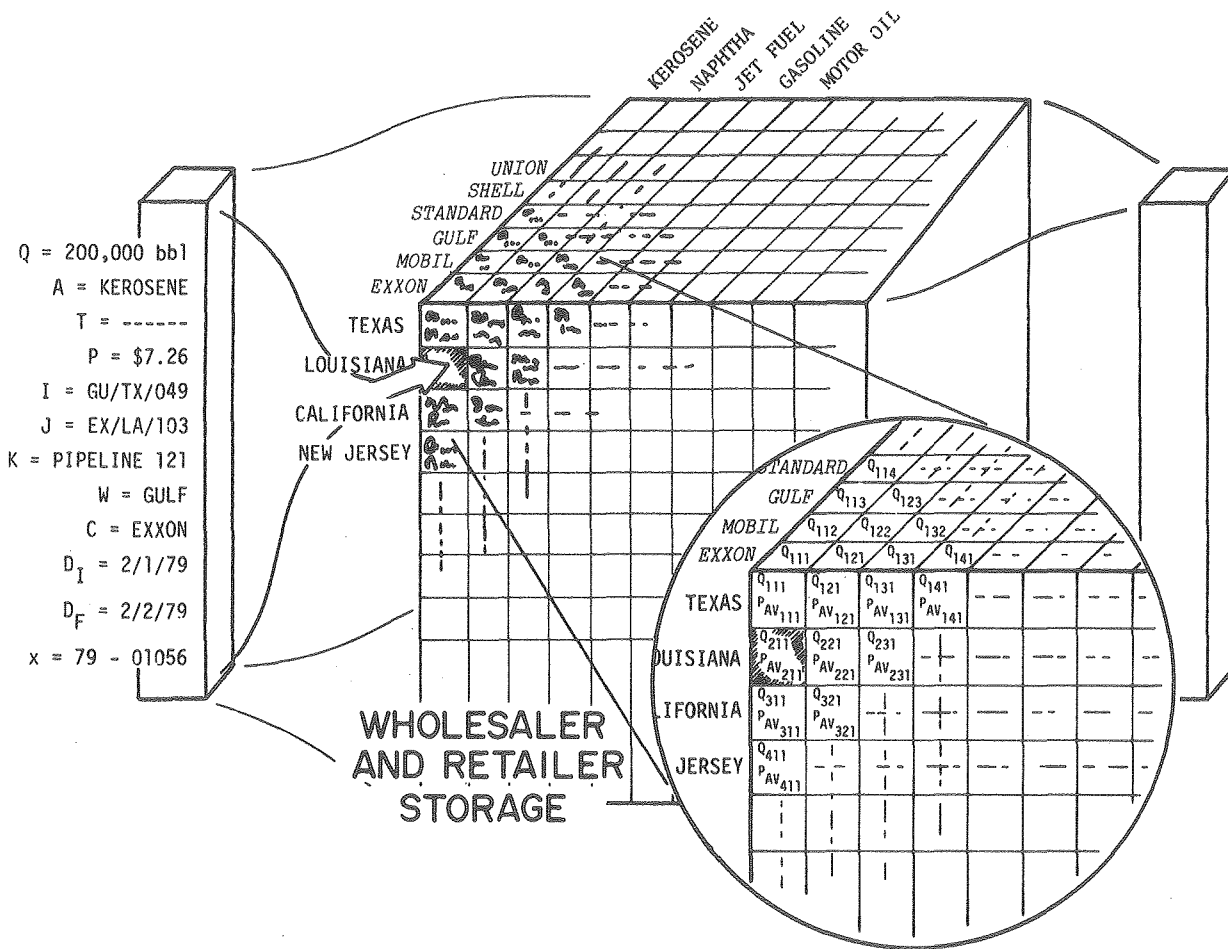 KEROSENE
NAPHTHA
JET FUEL
GASOLINE
MOTOR OIL
UNION
SHELL
STANDARD
GULF
MOBIL
EXXON
TEXAS
LOUISIANA
CALIFORNIA
NEW JERSEY
Q = 200,000 bbl
A = KEROSENE
T = ------
P = $7.26
I = GU/TX/049
J = EX/LA/103
K = PIPELINE 121
W = GULF
C = EXXON
D_I = 2/1/79
D_F = 2/2/79
x = 79 - 01056
WHOLESALER
AND RETAILER
STORAGE
STANDARD Q114
GULF Q113 Q123
MOBIL Q112 Q122 Q132
EXXON Q111 Q121 Q131 Q141
Q111 Q121 Q131 Q141
TEXAS PAV111 PAV121 PAV131 PAV141
Q211 Q221 Q231
OUISIANA PAV211 PAV221 PAV231
Q311 Q321
LIFORNIA PAV311 PAV321
Q411
JERSEY PAV411